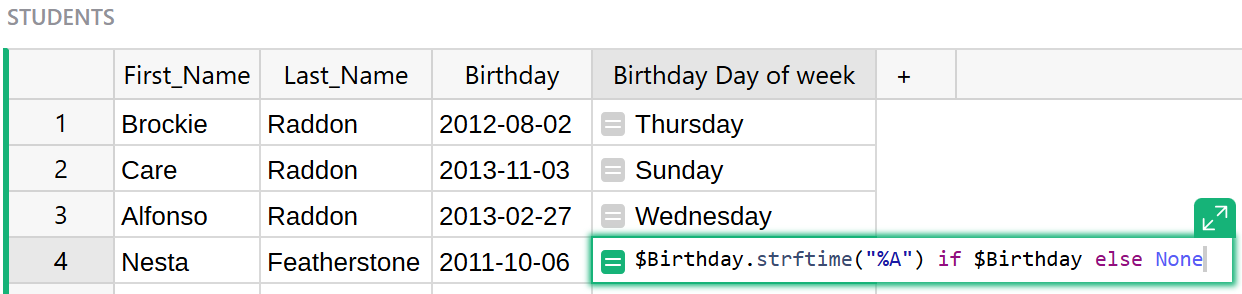 STUDENTS
First_Name Last_Name Birthday Birthday Day of week +
1 Brockie Raddon 2012-08-02 Thursday
2 Care Raddon 2013-11-03 Sunday
3 Alfonso Raddon 2013-02-27 Wednesday
4 Nesta Featherstone 2011-10-06 $Birthday.strftime("%A") if $Birthday else None